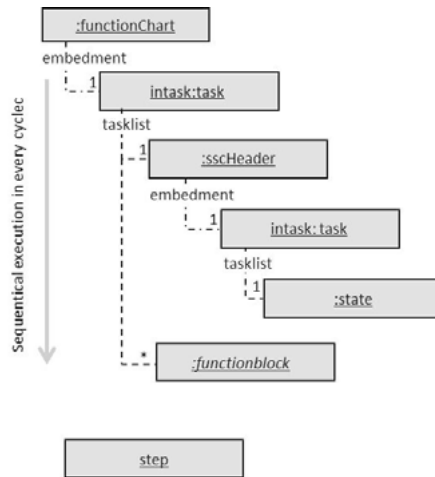 :functionChart
embedment
1
intask:task
tasklist
1
:sscHeader
embedment
1
intask: task
tasklist
1
:state
*
:functionblock
step
Sequentical execution in every cyclec